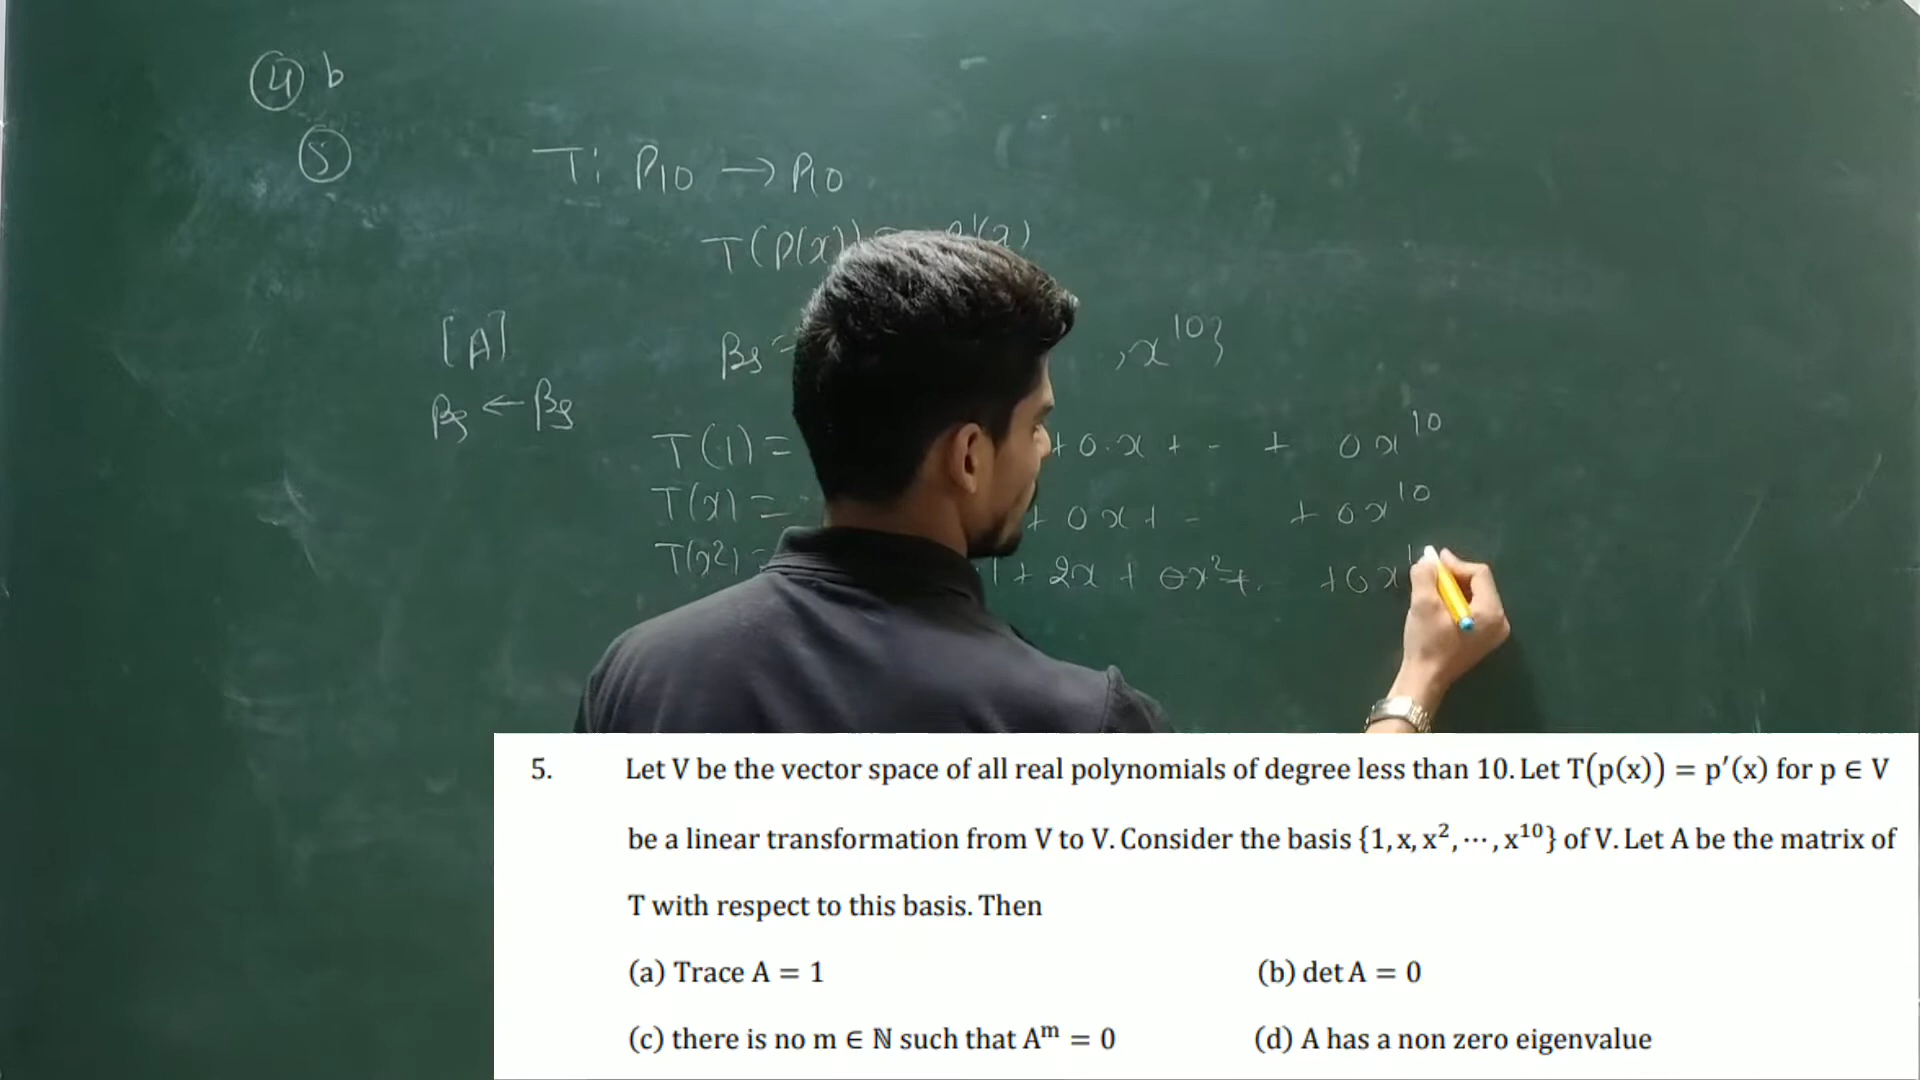 ④ b
⑤
T: P10 → P10
T(P(x)) = P'(x)
[A]
Bs ← Bs
Bs = , x¹⁰}
T(1) = + 0.x + - + 0x¹⁰
T(x) = + 0x + - + 0x¹⁰
T(x²) = .1 + 2x + 0x² + . + 0x¹
5. Let V be the vector space of all real polynomials of degree less than 10. Let T(p(x)) = p′(x) for p ∈ V
be a linear transformation from V to V. Consider the basis {1, x, x², ⋯, x¹⁰} of V. Let A be the matrix of
T with respect to this basis. Then
(a) Trace A = 1 (b) det A = 0
(c) there is no m ∈ ℕ such that Aᵐ = 0 (d) A has a non zero eigenvalue